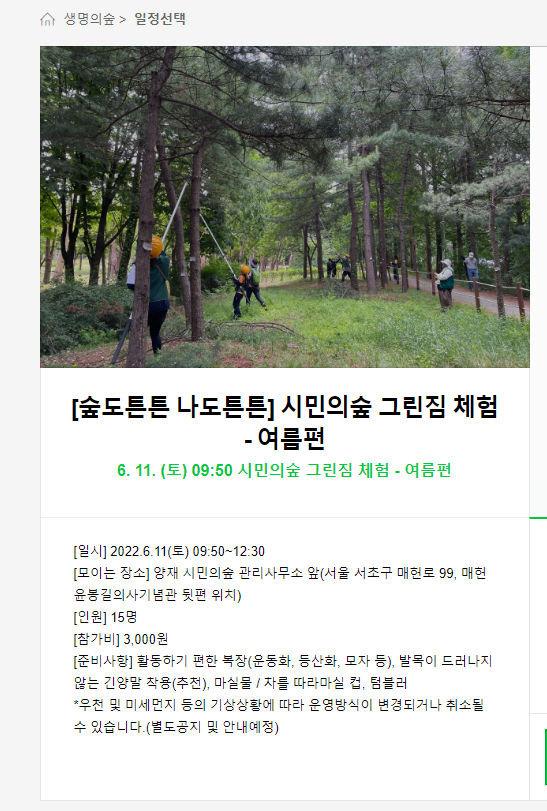 생명의숲 > 일정선택
[숲도튼튼 나도튼튼] 시민의숲 그린짐 체험
- 여름편
6. 11. (토) 09:50 시민의숲 그린짐 체험 - 여름편
[일시] 2022.6.11(토) 09:50~12:30
[모이는 장소] 양재 시민의숲 관리사무소 앞(서울 서초구 매헌로 99, 매헌
윤봉길의사기념관 뒷편 위치)
[인원] 15명
[참가비] 3,000원
[준비사항] 활동하기 편한 복장(운동화, 등산화, 모자 등), 발목이 드러나지
않는 긴양말 착용(추천), 마실물 / 차를 따라마실 컵, 텀블러
*우천 및 미세먼지 등의 기상상황에 따라 운영방식이 변경되거나 취소될
수 있습니다.(별도공지 및 안내예정)